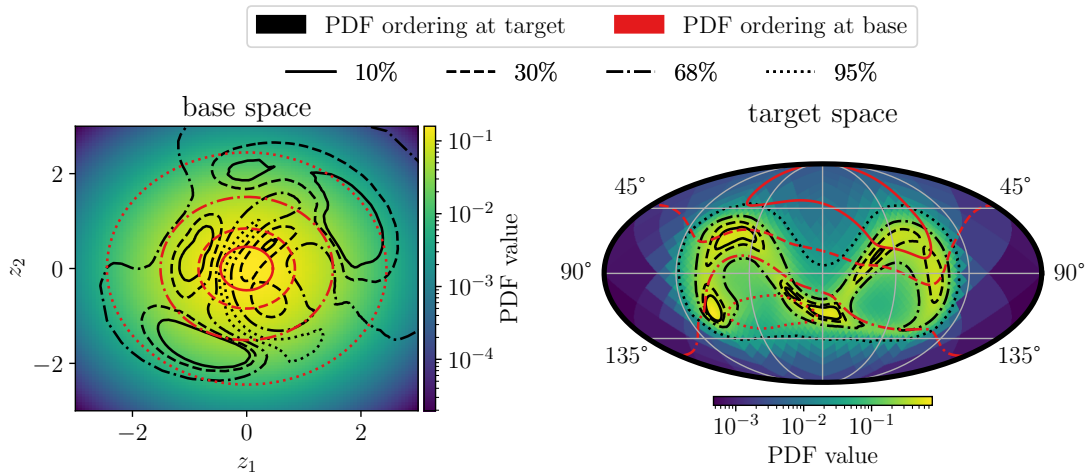 PDF ordering at target PDF ordering at base
10% 30% 68% 95%
base space
2
0
−2
z₂
−2 0 2
z₁
10⁻¹
10⁻²
10⁻³
10⁻⁴
PDF value
target space
45° 45°
90° 90°
135° 135°
10⁻³ 10⁻² 10⁻¹
PDF value